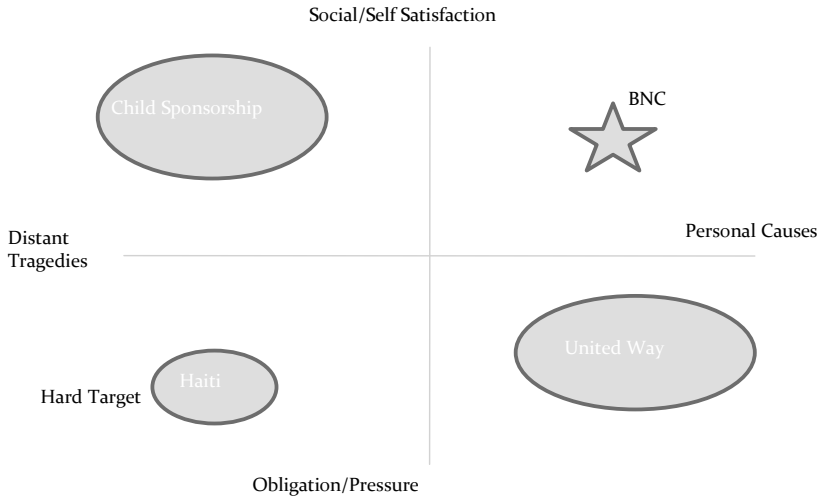 Social/Self Satisfaction
BNC
Child Sponsorship
Personal Causes
Distant
Tragedies
United Way
Haiti
Hard Target
Obligation/Pressure